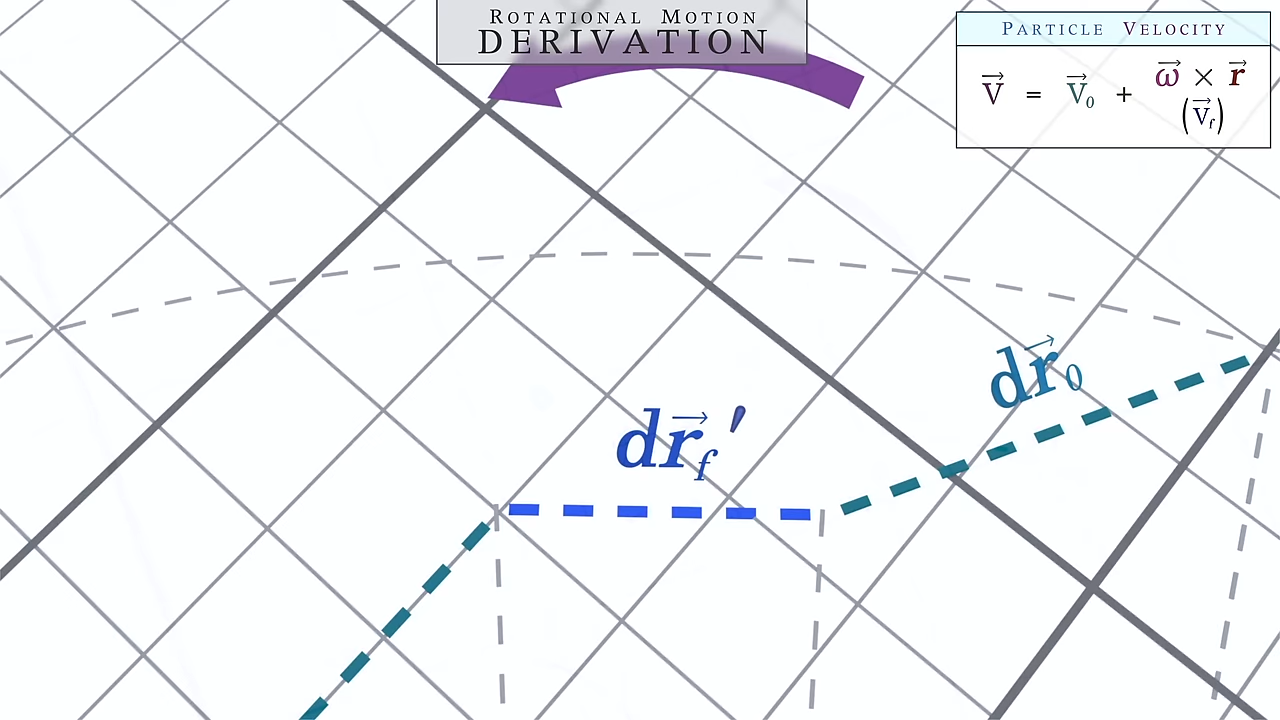 ROTATIONAL MOTION
DERIVATION
PARTICLE VELOCITY
V⃗ = V⃗₀ + ω⃗ × r⃗
(V⃗f)
dr⃗₀
dr⃗f′